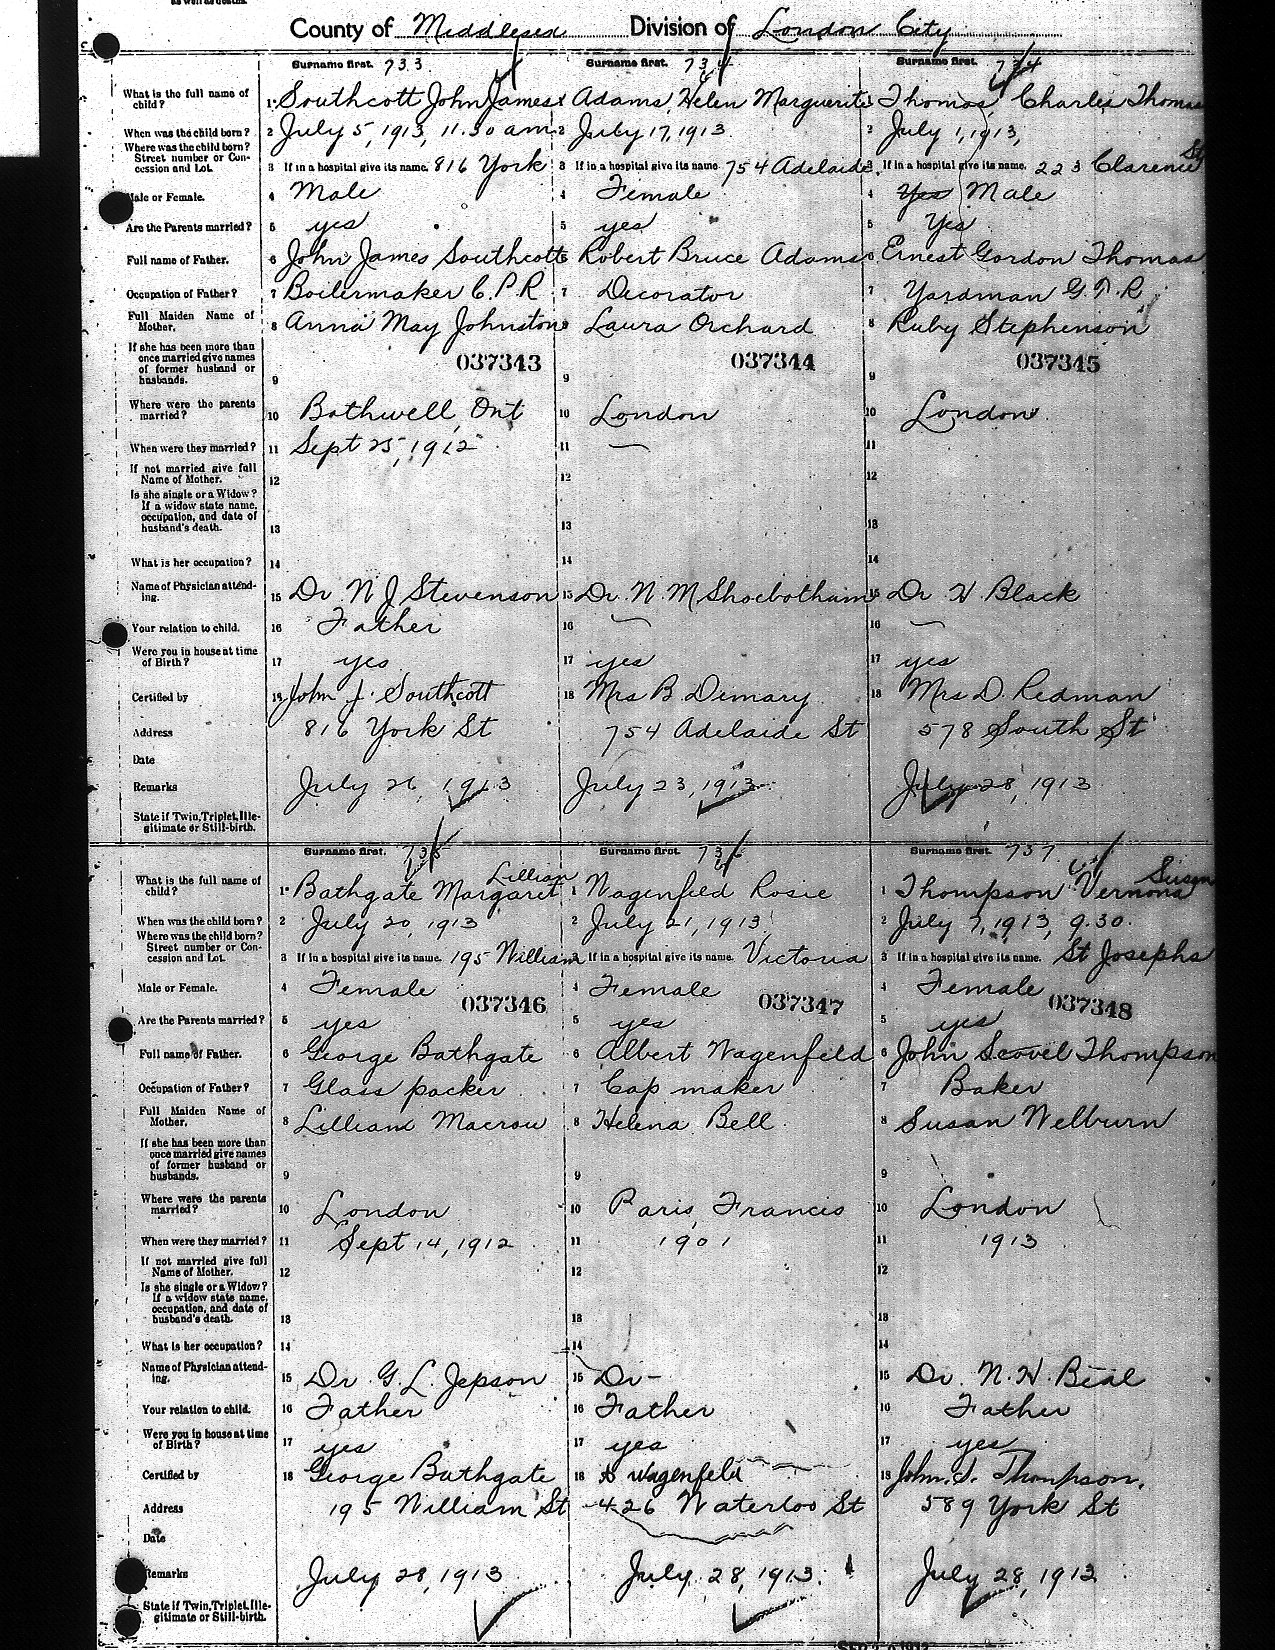 as well as deaths.
County of Middlesex Division of London City
Surname first. 733 Surname first. 734 Surname first. 734
What is the full name of child? 1 Southcott John James 1 Adams, Helen Marguerite 1 Thomas, Charles Thomas
When was the child born? 2 July 5, 1913, 11.30 am 2 July 17, 1913. 2 July 1, 1913,
Where was the child born? Street number or Concession and Lot. 3 If in a hospital give its name. 816 York 3 If in a hospital give its name. 754 Adelaide. 3 If in a hospital give its name. 223 Clarence St
Male or Female. 4 Male 4 Female 4 Yes Male
Are the Parents married? 5 yes 5 yes 5 Yes
Full name of Father. 6 John James Southcott 6 Robert Bruce Adams 6 Ernest Gordon Thomas
Occupation of Father? 7 Boilermaker C.P.R. 7 Decorator 7 Yardman G.T.R
Full Maiden Name of Mother. 8 Anna May Johnston 8 Laura Orchard 8 Ruby Stephenson
037343 037344 037345
If she has been more than once married give names of former husband or husbands. 9 9 9
Where were the parents married? 10 Bothwell, Ont 10 London 10 London
When were they married? 11 Sept 25, 1912 11 — 11
If not married give full Name of Mother. 12 12 12
Is she single or a Widow? If a widow state name, occupation, and date of husband's death. 13 13 13
What is her occupation? 14 14 14
Name of Physician attending. 15 Dr N J Stevenson 15 Dr. N. M Shoebotham 15 Dr H. Black
Your relation to child. 16 Father 16 — 16 —
Were you in house at time of Birth? 17 yes 17 yes 17 yes
Certified by 18 John J. Southcott 18 Mrs B. Demary 18 Mrs D. Redman
Address 816 York St 754 Adelaide St 578 South St
Date
Remarks July 26, 1913 July 23, 1913 July 28, 1913
State if Twin, Triplet, Illegitimate or Still-birth.
Surname first. 735 Surname first. 736 Surname first. 737
What is the full name of child? 1 Bathgate Margaret Lillian 1 Wagenfeld Rosie 1 Thompson Vernona Susan
When was the child born? 2 July 20, 1913 2 July 21, 1913 2 July 7, 1913, 9.30.
Where was the child born? Street number or Concession and Lot. 3 If in a hospital give its name. 195 William 3 If in a hospital give its name. Victoria 3 If in a hospital give its name. St Josephs
Male or Female. 4 Female 4 Female 4 Female
037346 037347 037348
Are the Parents married? 5 yes 5 yes 5 yes
Full name of Father. 6 George Bathgate 6 Albert Wagenfeld 6 John Scovel Thompson
Occupation of Father? 7 Glass packer 7 Cap maker 7 Baker
Full Maiden Name of Mother. 8 Lilliand Macrow 8 Helena Bell 8 Susan Welburn
If she has been more than once married give names of former husband or husbands. 9 9 9
Where were the parents married? 10 London 10 Paris, Francis 10 London
When were they married? 11 Sept 14, 1912 11 1901 11 1913
If not married give full Name of Mother. 12 12 12
Is she single or a Widow? If a widow state name, occupation, and date of husband's death. 13 13 13
What is her occupation? 14 14 14
Name of Physician attending. 15 Dr G. L. Jepson 15 Dr — 15 Dr. N. H. Beal
Your relation to child. 16 Father 16 Father 16 Father
Were you in house at time of Birth? 17 yes 17 yes 17 yes
Certified by 18 George Bathgate 18 A Wagenfeld 18 John. S. Thompson.
Address 195 William St 426 Waterloo St 589 York St
Date
Remarks July 28, 1913 July 28, 1913. July 28, 1913
State if Twin, Triplet, Illegitimate or Still-birth.